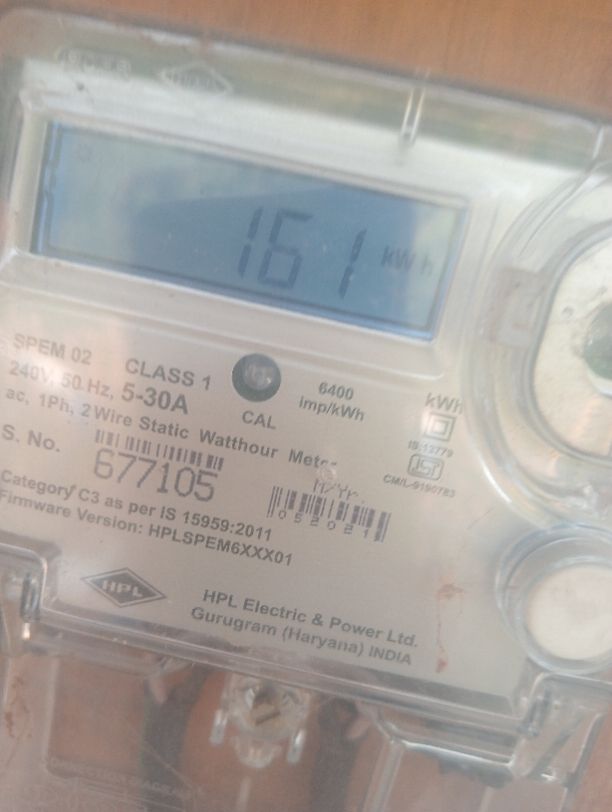 161 kWh
SPEM 02 CLASS 1
240V, 50 Hz, 5-30A
CAL
6400
imp/kWh
kWh
ac, 1Ph, 2 Wire Static Watthour Meter
IS:13779
CM/L-9190783
S. No.
677105
M/Yr.
052021
Category C3 as per IS 15959:2011
Firmware Version: HPLSPEM6XXX01
HPL
HPL Electric & Power Ltd.
Gurugram (Haryana) INDIA